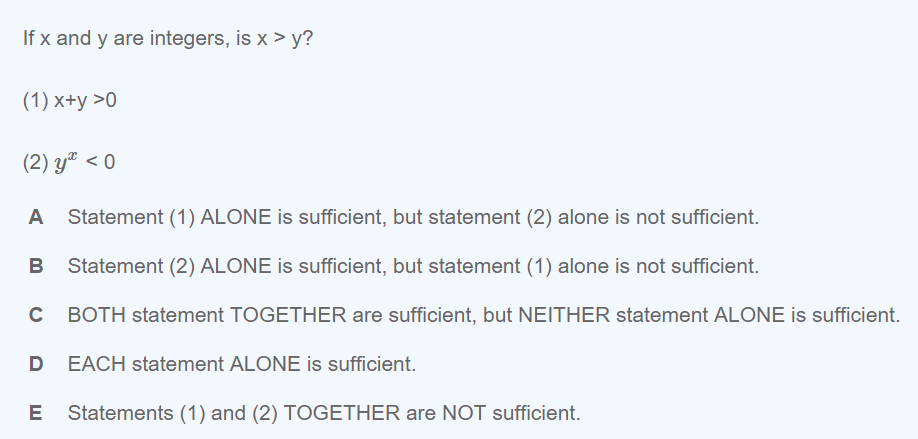 If x and y are integers, is x > y?
(1) x+y >0
(2) yˣ < 0
A Statement (1) ALONE is sufficient, but statement (2) alone is not sufficient.
B Statement (2) ALONE is sufficient, but statement (1) alone is not sufficient.
C BOTH statement TOGETHER are sufficient, but NEITHER statement ALONE is sufficient.
D EACH statement ALONE is sufficient.
E Statements (1) and (2) TOGETHER are NOT sufficient.